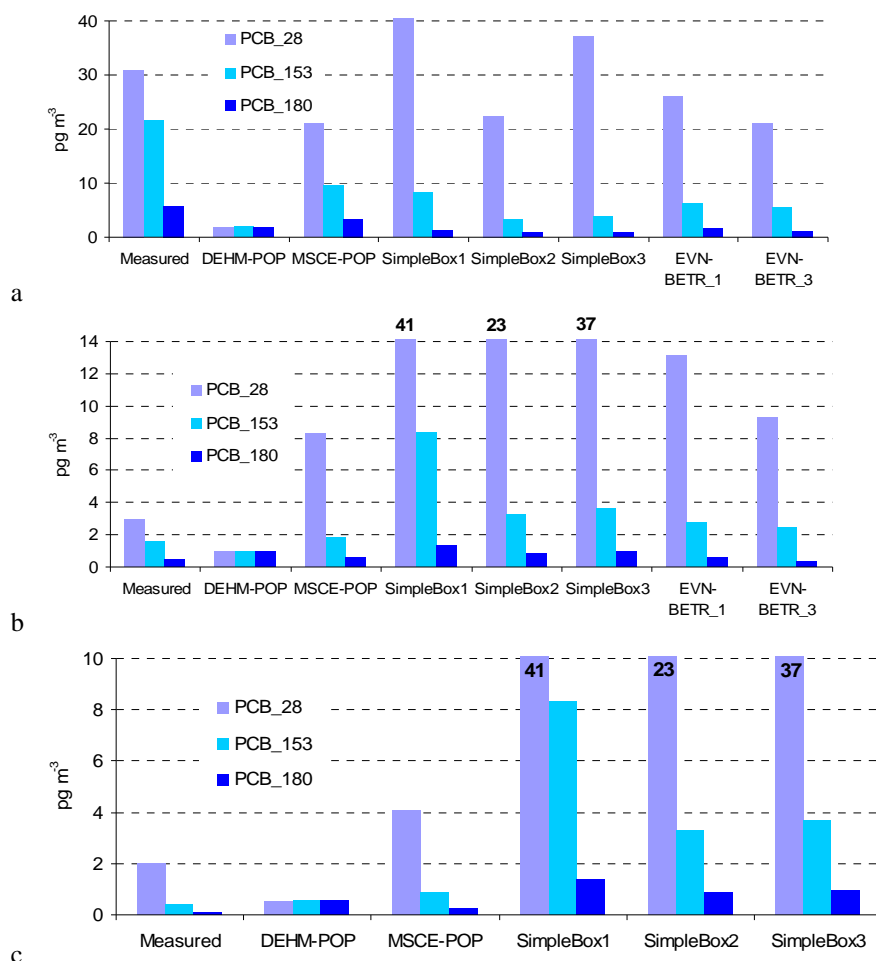 40
30
20
10
0
pg m-3
PCB_28
PCB_153
PCB_180
Measured DEHM-POP MSCE-POP SimpleBox1 SimpleBox2 SimpleBox3 EVN-BETR_1 EVN-BETR_3
a
41 23 37
14
12
10
8
6
4
2
0
pg m-3
PCB_28
PCB_153
PCB_180
Measured DEHM-POP MSCE-POP SimpleBox1 SimpleBox2 SimpleBox3 EVN-BETR_1 EVN-BETR_3
b
10
8
6
4
2
0
pg m-3
41 23 37
PCB_28
PCB_153
PCB_180
Measured DEHM-POP MSCE-POP SimpleBox1 SimpleBox2 SimpleBox3
c